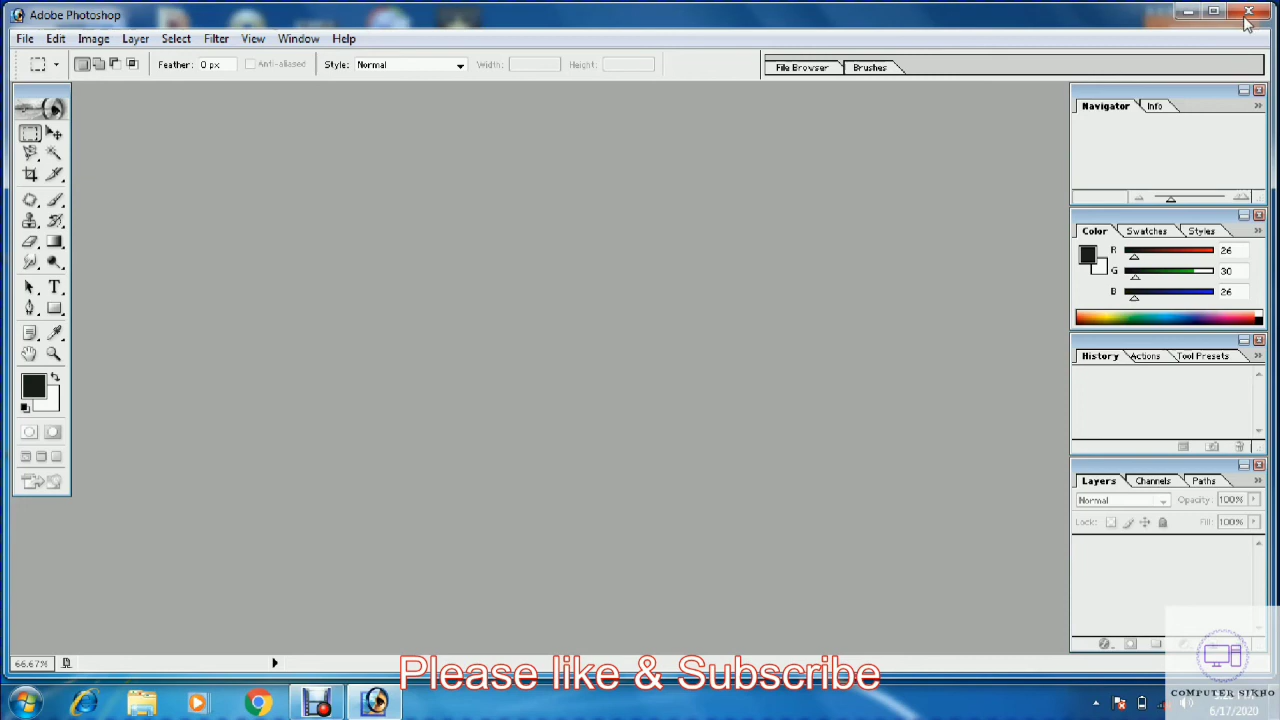 Adobe Photoshop
File Edit Image Layer Select Filter View Window Help
Feather: 0 px Anti-aliased Style: Normal Width: Height: File Browser Brushes
Navigator Info
Color Swatches Styles
R 26
G 30
B 26
History Actions Tool Presets
Layers Channels Paths
Normal Opacity: 100%
Lock: Fill: 100%
66.67%
Please like & Subscribe
COMPUTER SIKHO
6/17/2020